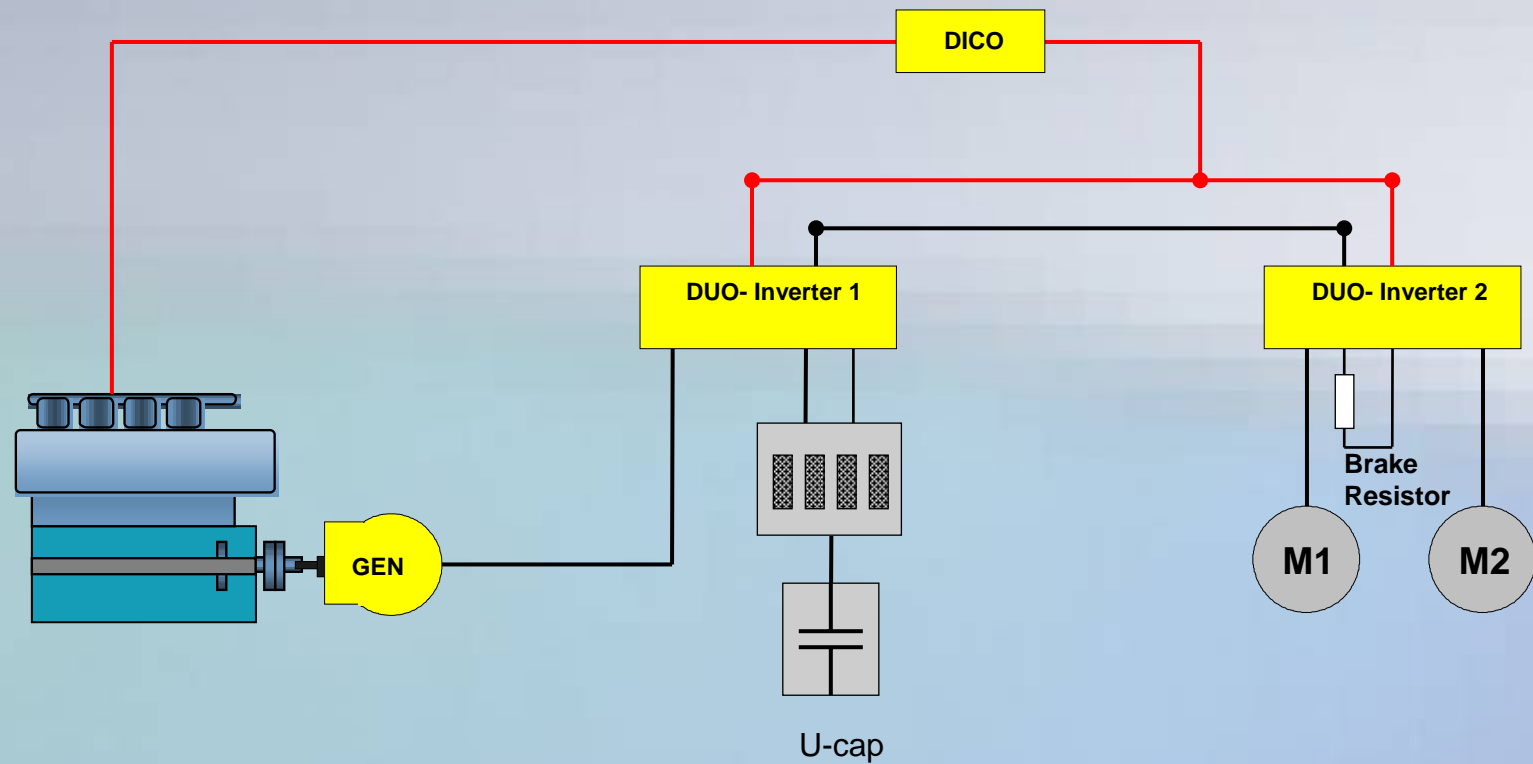 DICO
DUO- Inverter 1
DUO- Inverter 2
Brake
Resistor
GEN
M1
M2
U-cap